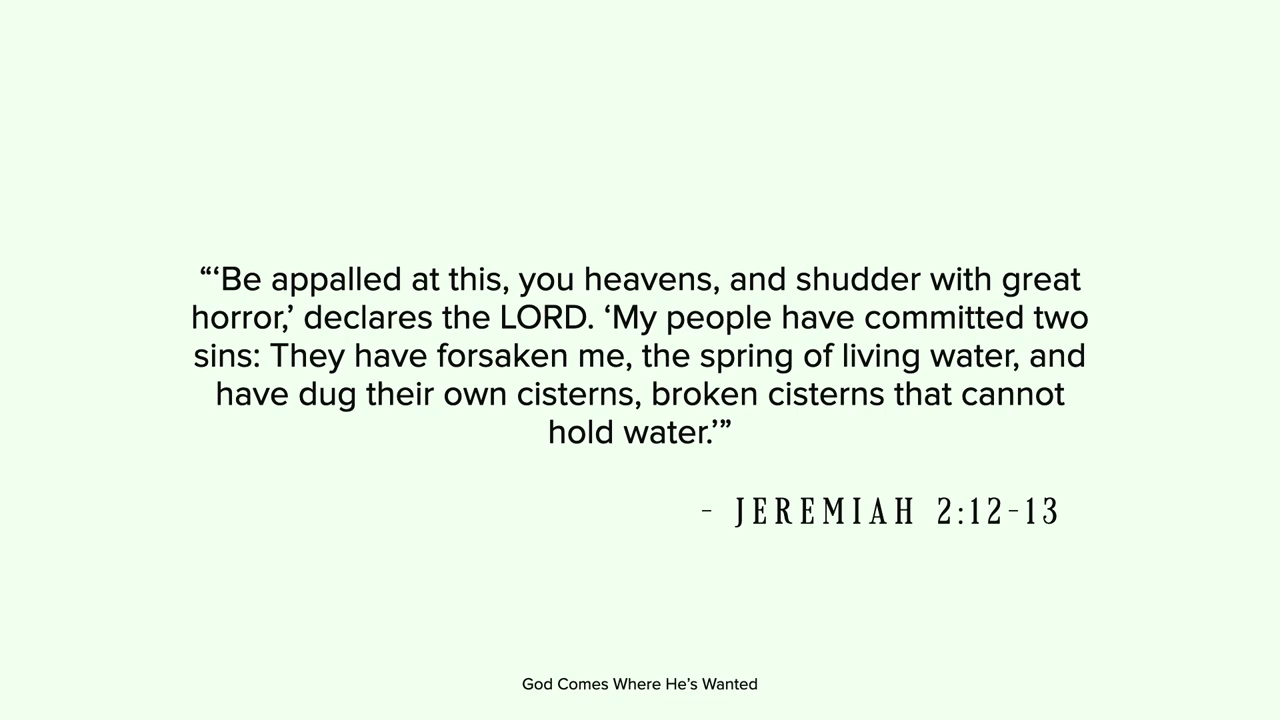 “‘Be appalled at this, you heavens, and shudder with great
horror,’ declares the LORD. ‘My people have committed two
sins: They have forsaken me, the spring of living water, and
have dug their own cisterns, broken cisterns that cannot
hold water.’”
- JEREMIAH 2:12-13
God Comes Where He’s Wanted